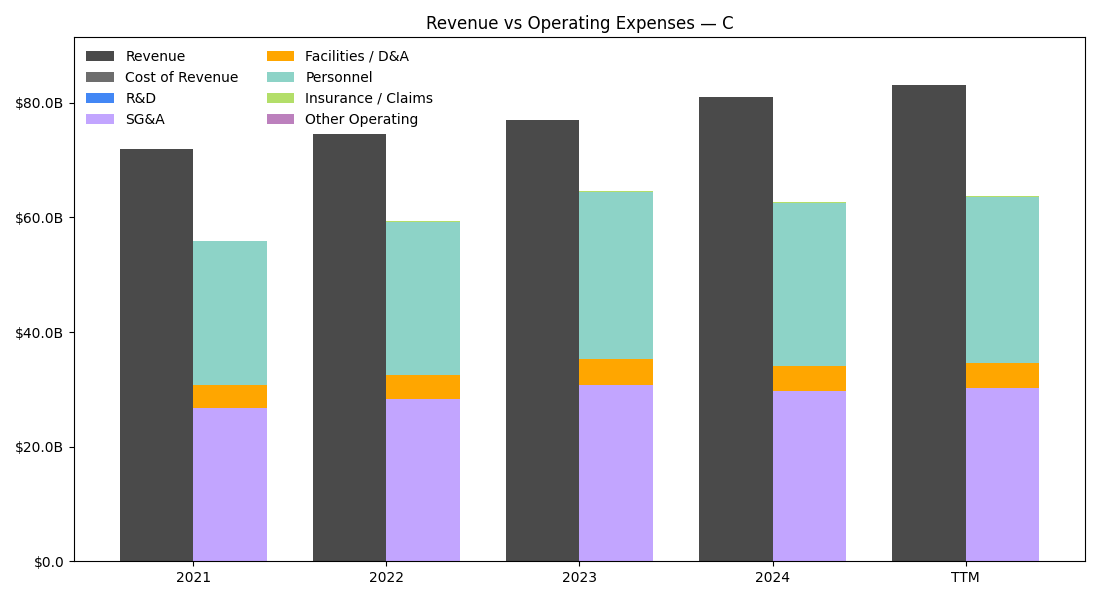 Revenue vs Operating Expenses — C
Revenue
Cost of Revenue
R&D
SG&A
Facilities / D&A
Personnel
Insurance / Claims
Other Operating
$80.0B
$60.0B
$40.0B
$20.0B
$0.0
2021
2022
2023
2024
TTM